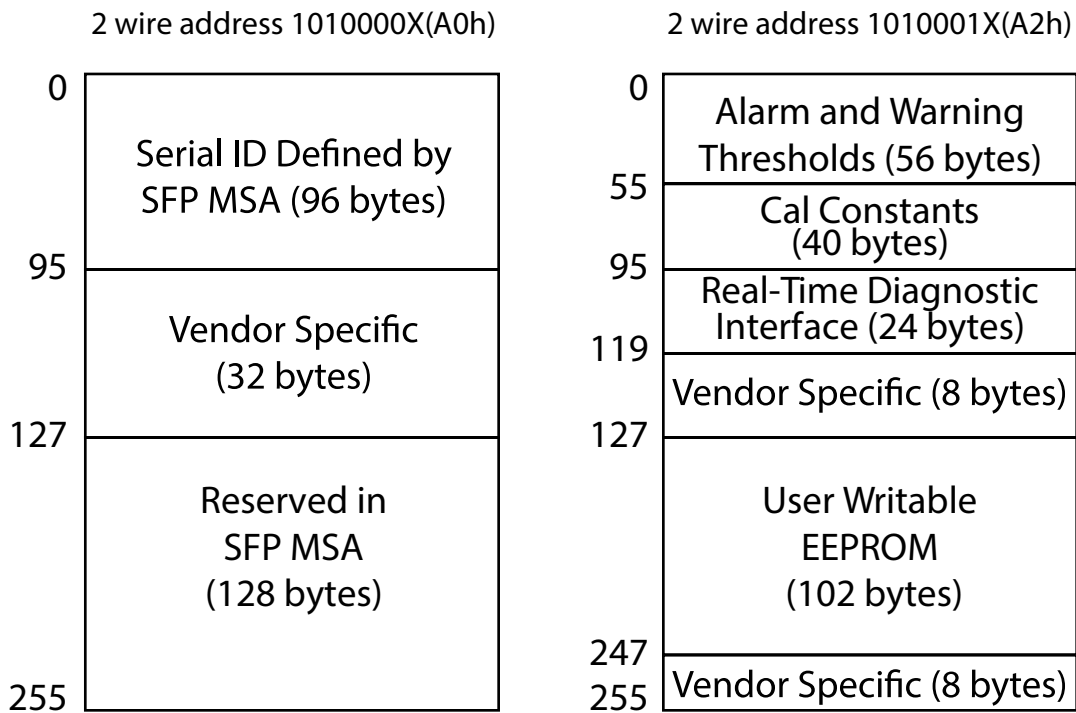 2 wire address 1010000X(A0h)
0
Serial ID Defined by
SFP MSA (96 bytes)
95
Vendor Specific
(32 bytes)
127
Reserved in
SFP MSA
(128 bytes)
255
2 wire address 1010001X(A2h)
0
Alarm and Warning
Thresholds (56 bytes)
55
Cal Constants
(40 bytes)
95
Real-Time Diagnostic
Interface (24 bytes)
119
Vendor Specific (8 bytes)
127
User Writable
EEPROM
(102 bytes)
247
Vendor Specific (8 bytes)
255